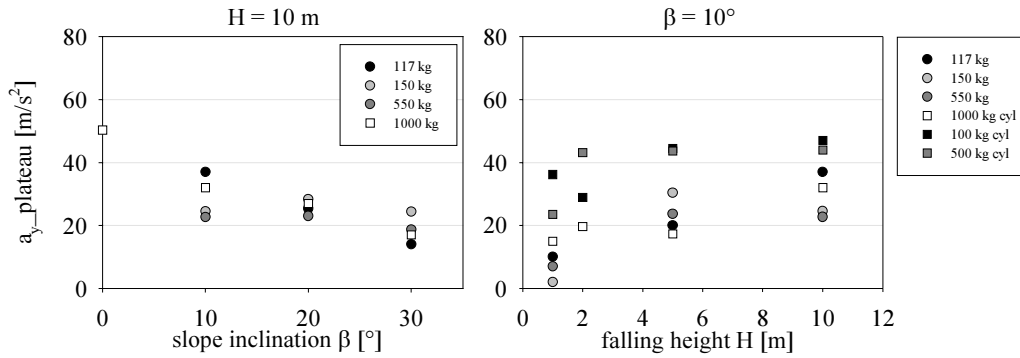 H = 10 m
80
60
40
20
0
a_y_plateau [m/s²]
117 kg
150 kg
550 kg
1000 kg
0 10 20 30
slope inclination β [°]
β = 10°
80
60
40
20
0
0 2 4 6 8 10 12
falling height H [m]
117 kg
150 kg
550 kg
1000 kg cyl
100 kg cyl
500 kg cyl